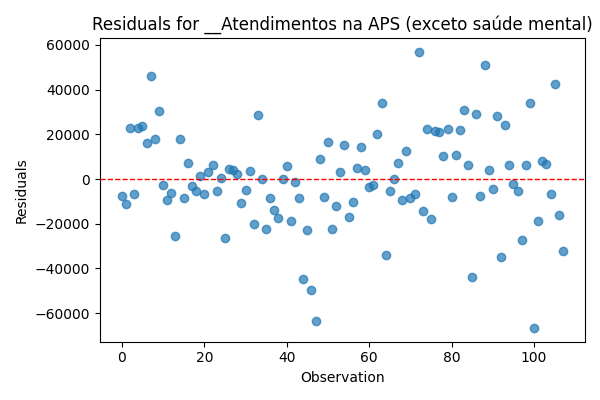 Residuals for __Atendimentos na APS (exceto saúde mental)
60000
40000
20000
0
−20000
−40000
−60000
Residuals
0 20 40 60 80 100
Observation